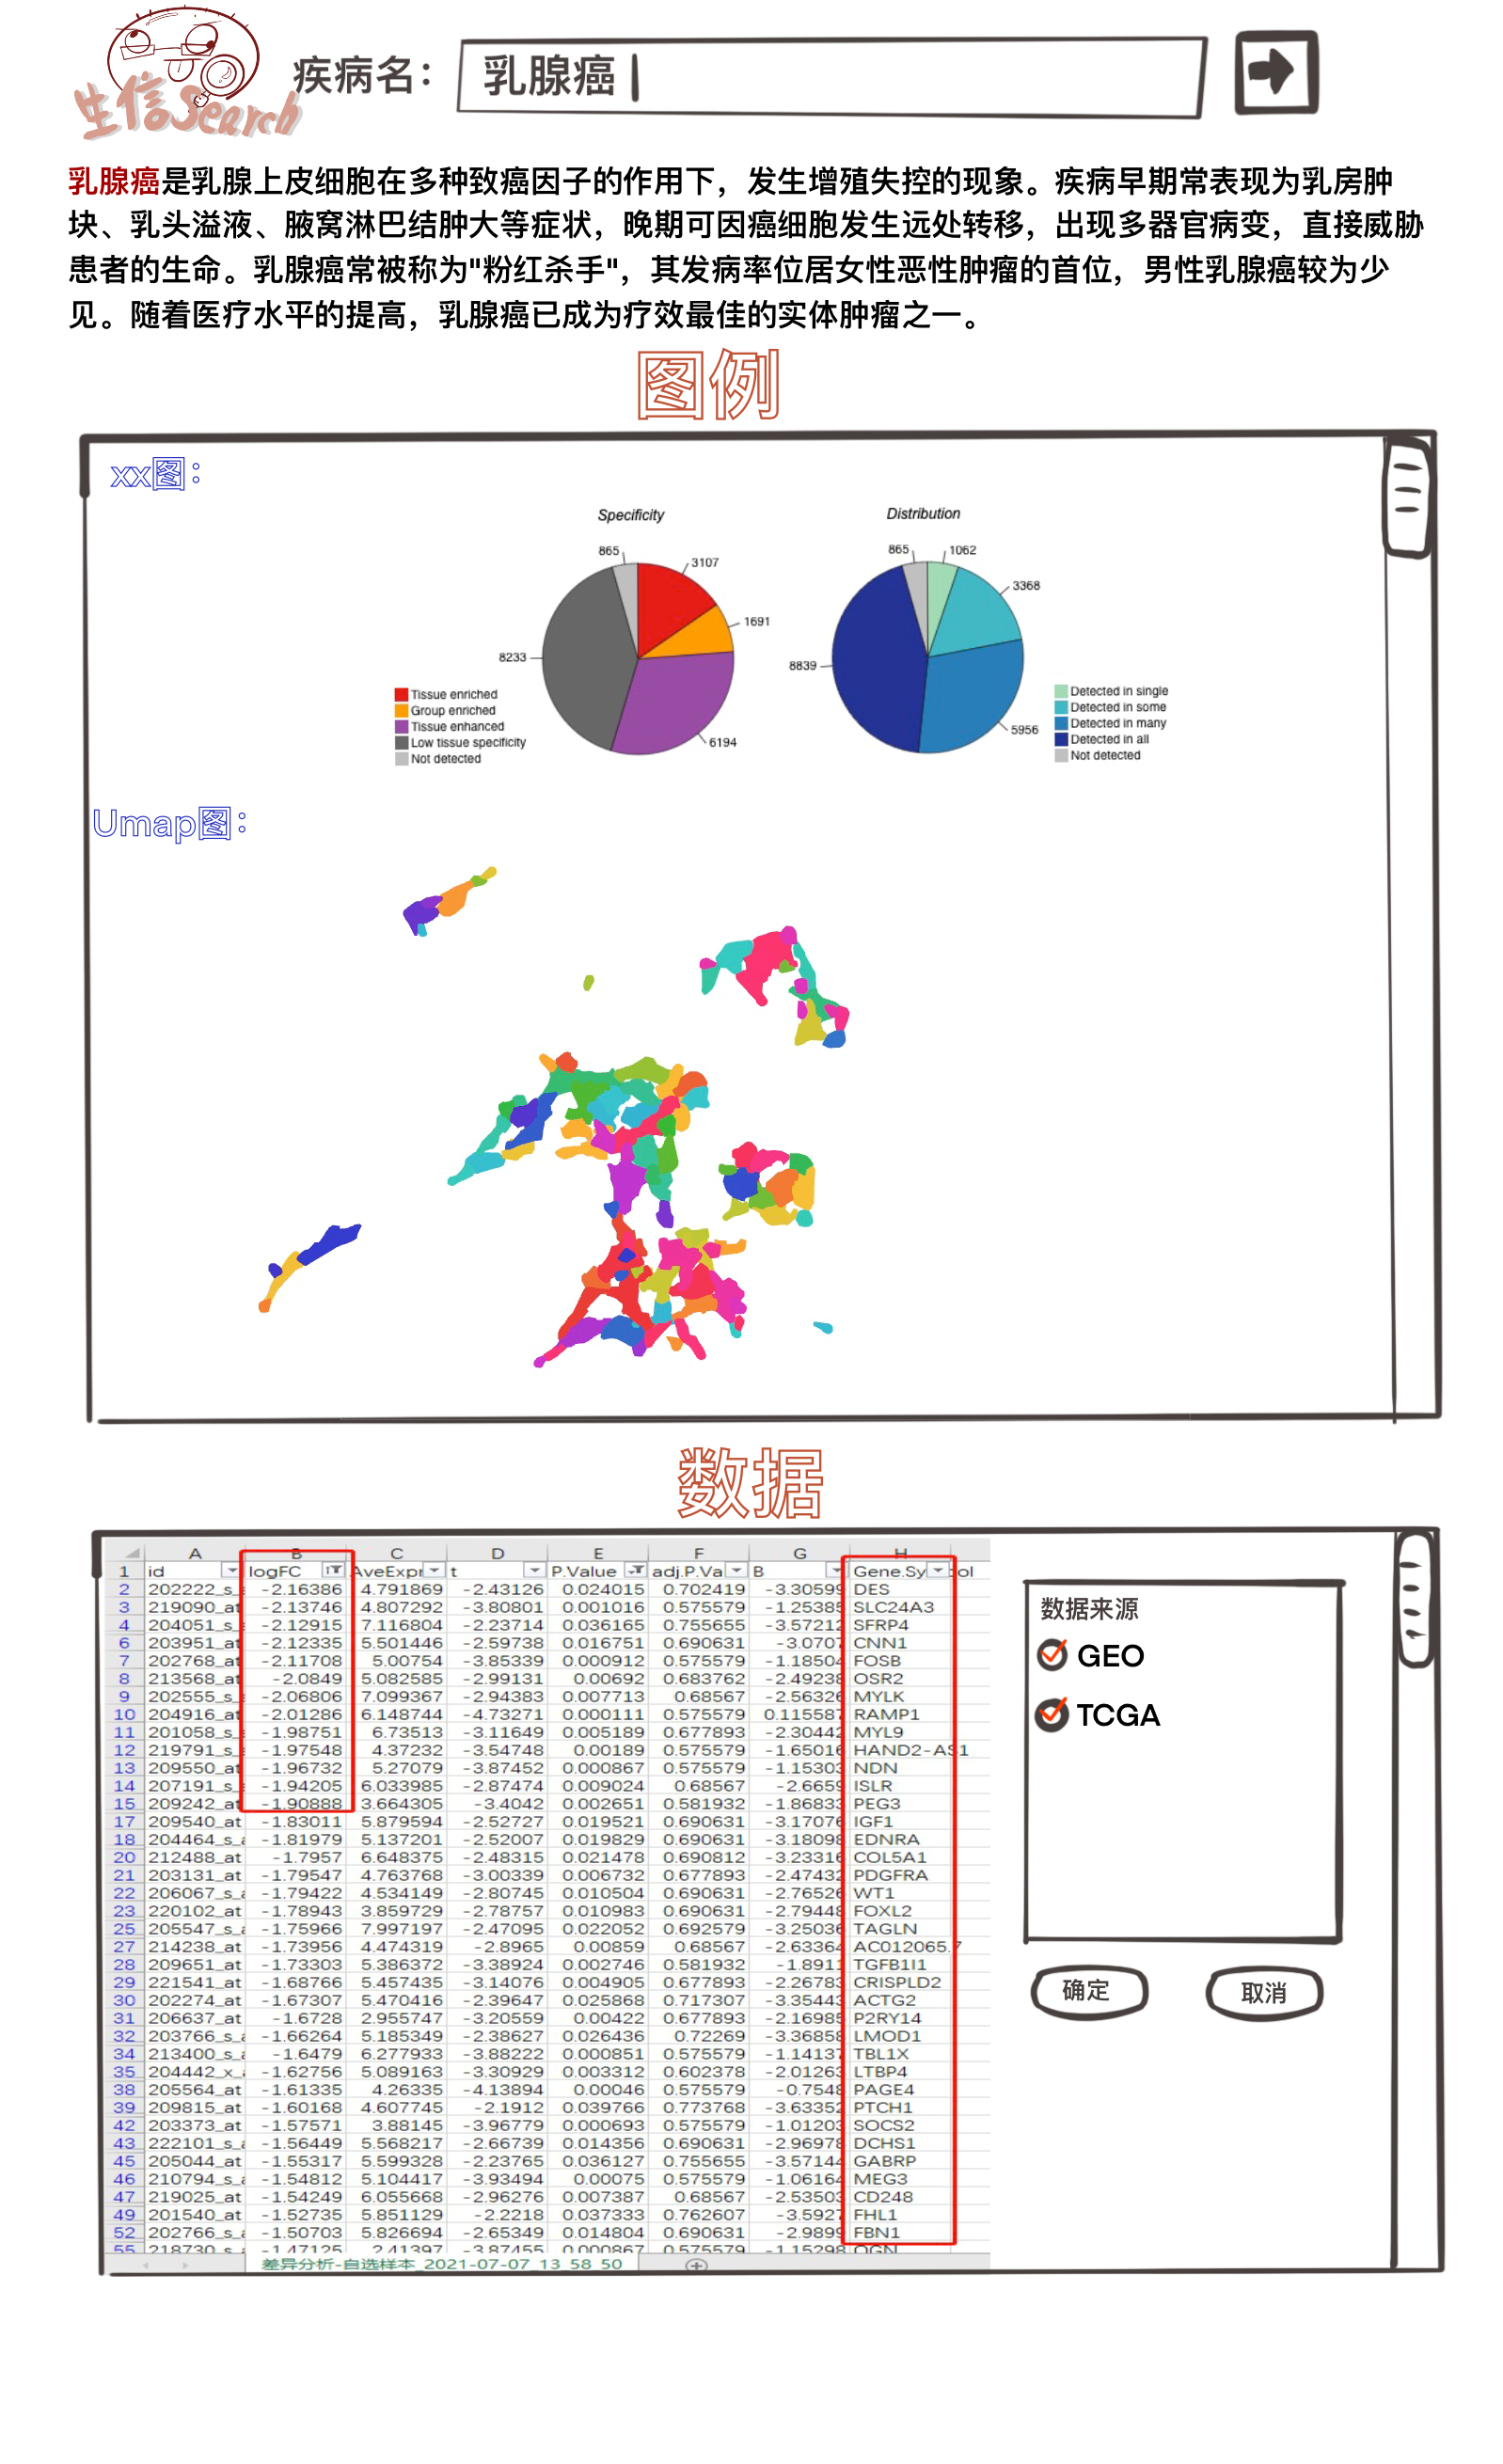 生信Search
疾病名：
乳腺癌
乳腺癌是乳腺上皮细胞在多种致癌因子的作用下，发生增殖失控的现象。疾病早期常表现为乳房肿
块、乳头溢液、腋窝淋巴结肿大等症状，晚期可因癌细胞发生远处转移，出现多器官病变，直接威胁
患者的生命。乳腺癌常被称为"粉红杀手"，其发病率位居女性恶性肿瘤的首位，男性乳腺癌较为少
见。随着医疗水平的提高，乳腺癌已成为疗效最佳的实体肿瘤之一。
图例
xx图：
Specificity
865
3107
1691
8233
6194
Tissue enriched
Group enriched
Tissue enhanced
Low tissue specificity
Not detected
Distribution
865
1062
3368
8839
5956
Detected in single
Detected in some
Detected in many
Detected in all
Not detected
Umap图：
数据
A B C D E F G H
1 id logFC AveExpr t P.Value adj.P.Va B Gene.Sy ol
2 202222_s_ -2.16386 4.791869 -2.43126 0.024015 0.702419 -3.30599 DES
3 219090_at -2.13746 4.807292 -3.80801 0.001016 0.575579 -1.25385 SLC24A3
4 204051_s_ -2.12915 7.116804 -2.23714 0.036165 0.755655 -3.57212 SFRP4
6 203951_at -2.12335 5.501446 -2.59738 0.016751 0.690631 -3.0707 CNN1
7 202768_at -2.11708 5.00754 -3.85339 0.000912 0.575579 -1.18504 FOSB
8 213568_at -2.0849 5.082585 -2.99131 0.00692 0.683762 -2.49238 OSR2
9 202555_s_ -2.06806 7.099367 -2.94383 0.007713 0.68567 -2.56326 MYLK
10 204916_at -2.01286 6.148744 -4.73271 0.000111 0.575579 0.115587 RAMP1
11 201058_s_ -1.98751 6.73513 -3.11649 0.005189 0.677893 -2.30442 MYL9
12 219791_s_ -1.97548 4.37232 -3.54748 0.00189 0.575579 -1.65016 HAND2-AS1
13 209550_at -1.96732 5.27079 -3.87452 0.000867 0.575579 -1.15303 NDN
14 207191_s_ -1.94205 6.033985 -2.87474 0.009024 0.68567 -2.6659 ISLR
15 209242_at -1.90888 3.664305 -3.4042 0.002651 0.581932 -1.86833 PEG3
17 209540_at -1.83011 5.879594 -2.52727 0.019521 0.690631 -3.17076 IGF1
18 204464_s_a -1.81979 5.137201 -2.52007 0.019829 0.690631 -3.18098 EDNRA
20 212488_at -1.7957 6.648375 -2.48315 0.021478 0.690812 -3.23316 COL5A1
21 203131_at -1.79547 4.763768 -3.00339 0.006732 0.677893 -2.47432 PDGFRA
22 206067_s_a -1.79422 4.534149 -2.80745 0.010504 0.690631 -2.76526 WT1
23 220102_at -1.78943 3.859729 -2.78757 0.010983 0.690631 -2.79448 FOXL2
25 205547_s_a -1.75966 7.997197 -2.47095 0.022052 0.692579 -3.25036 TAGLN
27 214238_at -1.73956 4.474319 -2.8965 0.00859 0.68567 -2.63364 AC012065.7
28 209651_at -1.73303 5.386372 -3.38924 0.002746 0.581932 -1.8911 TGFB1I1
29 221541_at -1.68766 5.457435 -3.14076 0.004905 0.677893 -2.26783 CRISPLD2
30 202274_at -1.67307 5.470416 -2.39647 0.025868 0.717307 -3.35443 ACTG2
31 206637_at -1.6728 2.955747 -3.20559 0.00422 0.677893 -2.16985 P2RY14
32 203766_s_a -1.66264 5.185349 -2.38627 0.026436 0.72269 -3.36858 LMOD1
34 213400_s_a -1.6479 6.277933 -3.88222 0.000851 0.575579 -1.14137 TBL1X
35 204442_x_ -1.62756 5.089163 -3.30929 0.003312 0.602378 -2.01263 LTBP4
38 205564_at -1.61335 4.26335 -4.13894 0.00046 0.575579 -0.7548 PAGE4
39 209815_at -1.60168 4.607745 -2.1912 0.039766 0.773768 -3.63352 PTCH1
42 203373_at -1.57571 3.88145 -3.96779 0.000693 0.575579 -1.01203 SOCS2
43 222101_s_a -1.56449 5.568217 -2.66739 0.014356 0.690631 -2.96978 DCHS1
45 205044_at -1.55317 5.599328 -2.23765 0.036127 0.755655 -3.57144 GABRP
46 210794_s_a -1.54812 5.104417 -3.93494 0.00075 0.575579 -1.06164 MEG3
47 219025_at -1.54249 6.055668 -2.96276 0.007387 0.68567 -2.53503 CD248
49 201540_at -1.52735 5.851129 -2.2218 0.037333 0.762607 -3.5927 FHL1
52 202766_s_a -1.50703 5.826694 -2.65349 0.014804 0.690631 -2.9899 FBN1
55 218730_s_a -1.47125 2.41397 -3.87455 0.000867 0.575579 -1.15298 OGN
差异分析-自选样本_2021-07-07_13_58_50
数据来源
GEO
TCGA
确定
取消